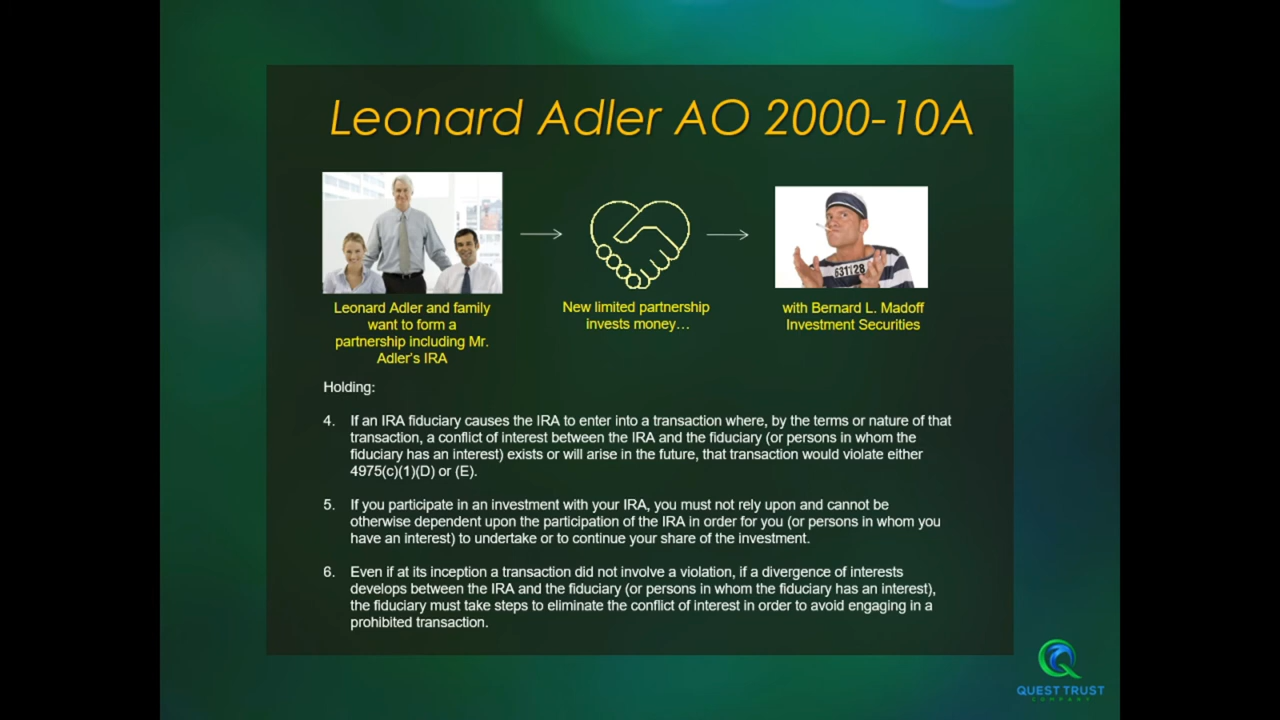 Leonard Adler AO 2000-10A
631128
Leonard Adler and family
want to form a
partnership including Mr.
Adler's IRA
New limited partnership
invests money…
with Bernard L. Madoff
Investment Securities
Holding:
4. If an IRA fiduciary causes the IRA to enter into a transaction where, by the terms or nature of that
transaction, a conflict of interest between the IRA and the fiduciary (or persons in whom the
fiduciary has an interest) exists or will arise in the future, that transaction would violate either
4975(c)(1)(D) or (E).
5. If you participate in an investment with your IRA, you must not rely upon and cannot be
otherwise dependent upon the participation of the IRA in order for you (or persons in whom you
have an interest) to undertake or to continue your share of the investment.
6. Even if at its inception a transaction did not involve a violation, if a divergence of interests
develops between the IRA and the fiduciary (or persons in whom the fiduciary has an interest),
the fiduciary must take steps to eliminate the conflict of interest in order to avoid engaging in a
prohibited transaction.
QUEST TRUST
COMPANY